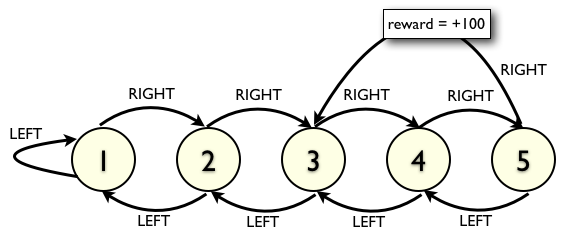 reward = +100
RIGHT
RIGHT
RIGHT
RIGHT
RIGHT
LEFT
1
2
3
4
5
LEFT
LEFT
LEFT
LEFT